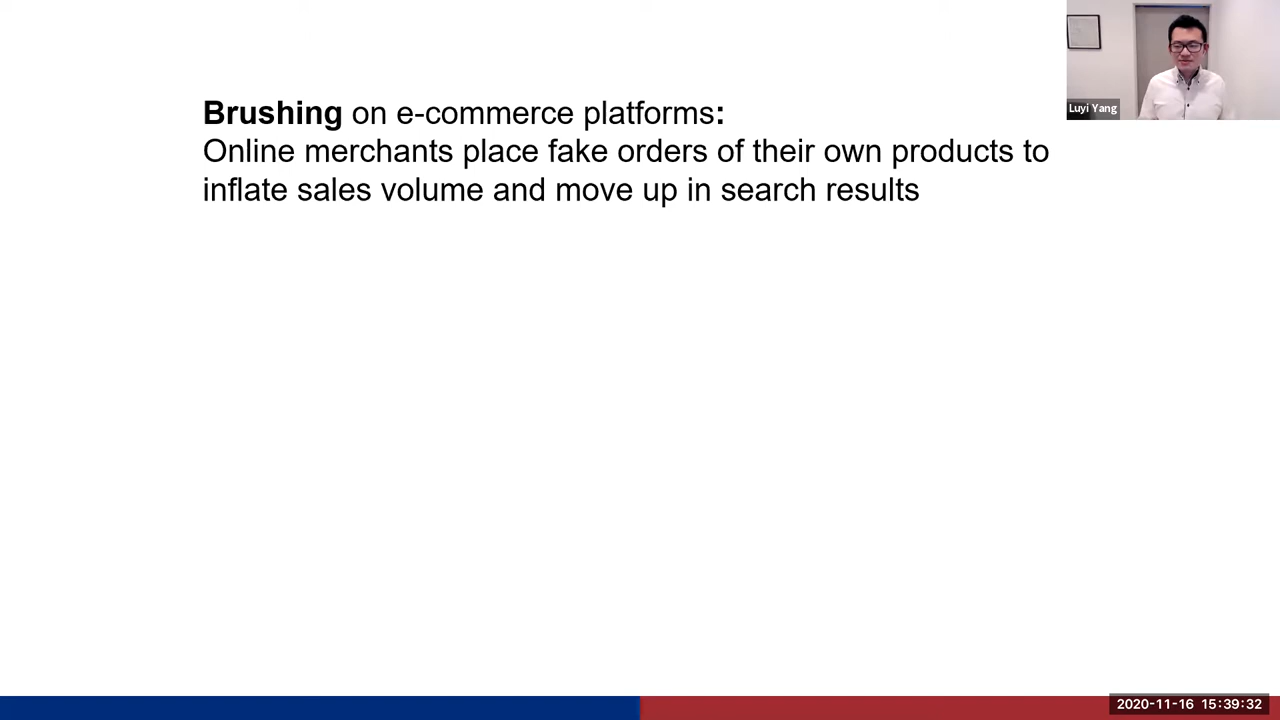 Brushing on e-commerce platforms:
Online merchants place fake orders of their own products to
inflate sales volume and move up in search results
Luyi Yang
2020-11-16 15:39:32